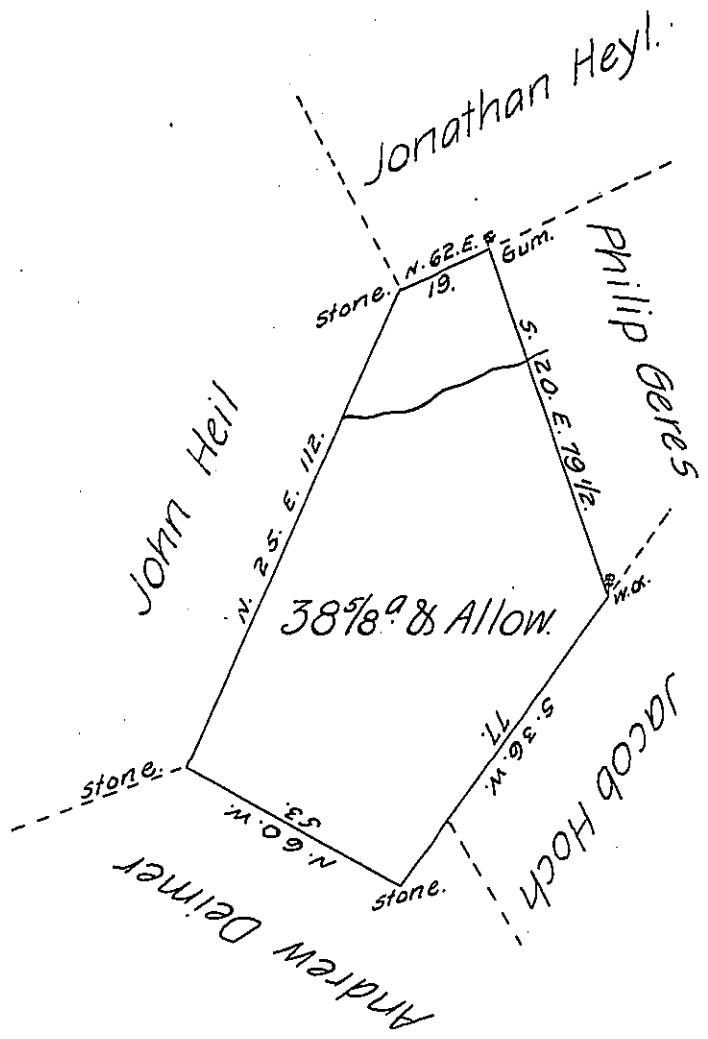 Jonathan Heyl.
N. 62. E.
19.
Gum.
stone.
Philip Geres
S. 20. E. 79 1/2.
John Heil
N. 25. E. 112.
38 5/8 a & Allow.
w.o.
S. 36. W.
77.
Jacob Hoch
stone.
N. 60. W.
53.
stone.
Andrew Deimer